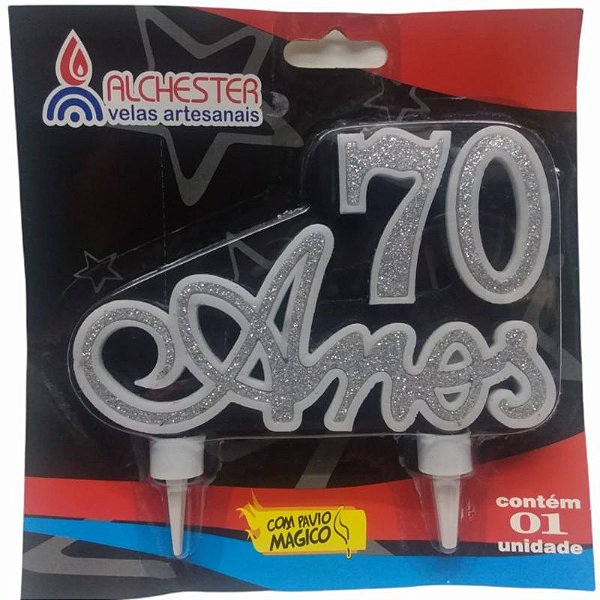 ALCHESTER
velas artesanais
70
Anos
COM PAVIO
MAGICO
contém
01
unidade